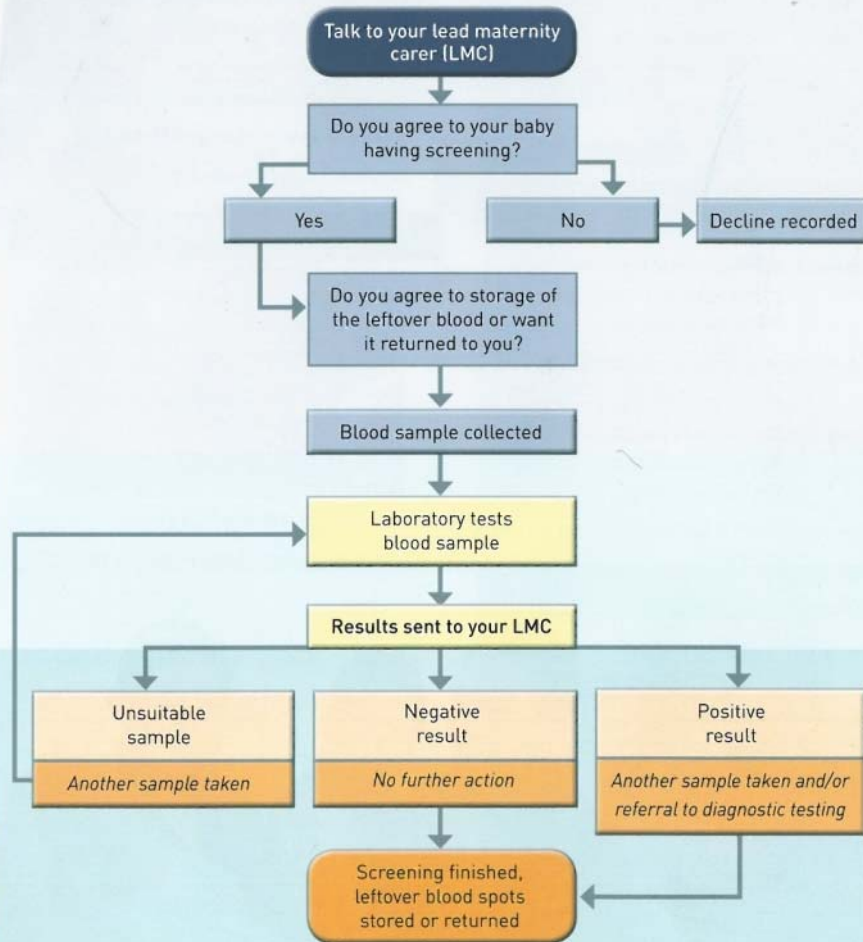 Talk to your lead maternity
carer (LMC)
Do you agree to your baby
having screening?
Yes
No
Decline recorded
Do you agree to storage of
the leftover blood or want
it returned to you?
Blood sample collected
Laboratory tests
blood sample
Results sent to your LMC
Unsuitable
sample
Another sample taken
Negative
result
No further action
Positive
result
Another sample taken and/or
referral to diagnostic testing
Screening finished,
leftover blood spots
stored or returned